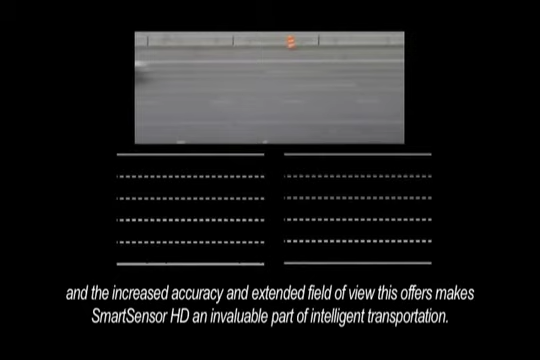 and the increased accuracy and extended field of view this offers makes
SmartSensor HD an invaluable part of intelligent transportation.